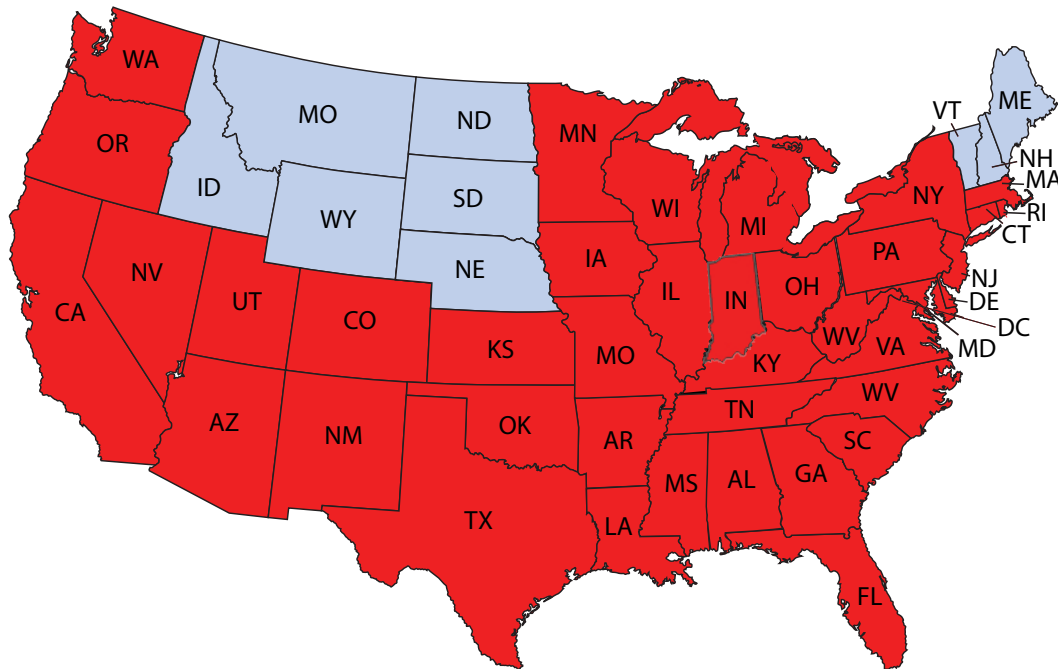 WA
MO
ND
MN
VT
ME
OR
ID
WY
SD
WI
MI
NY
NH
MA
RI
CT
NV
UT
CO
NE
IA
IL
IN
OH
PA
NJ
DE
DC
MD
CA
KS
MO
KY
WV
VA
AZ
NM
OK
AR
TN
WV
SC
TX
LA
MS
AL
GA
FL